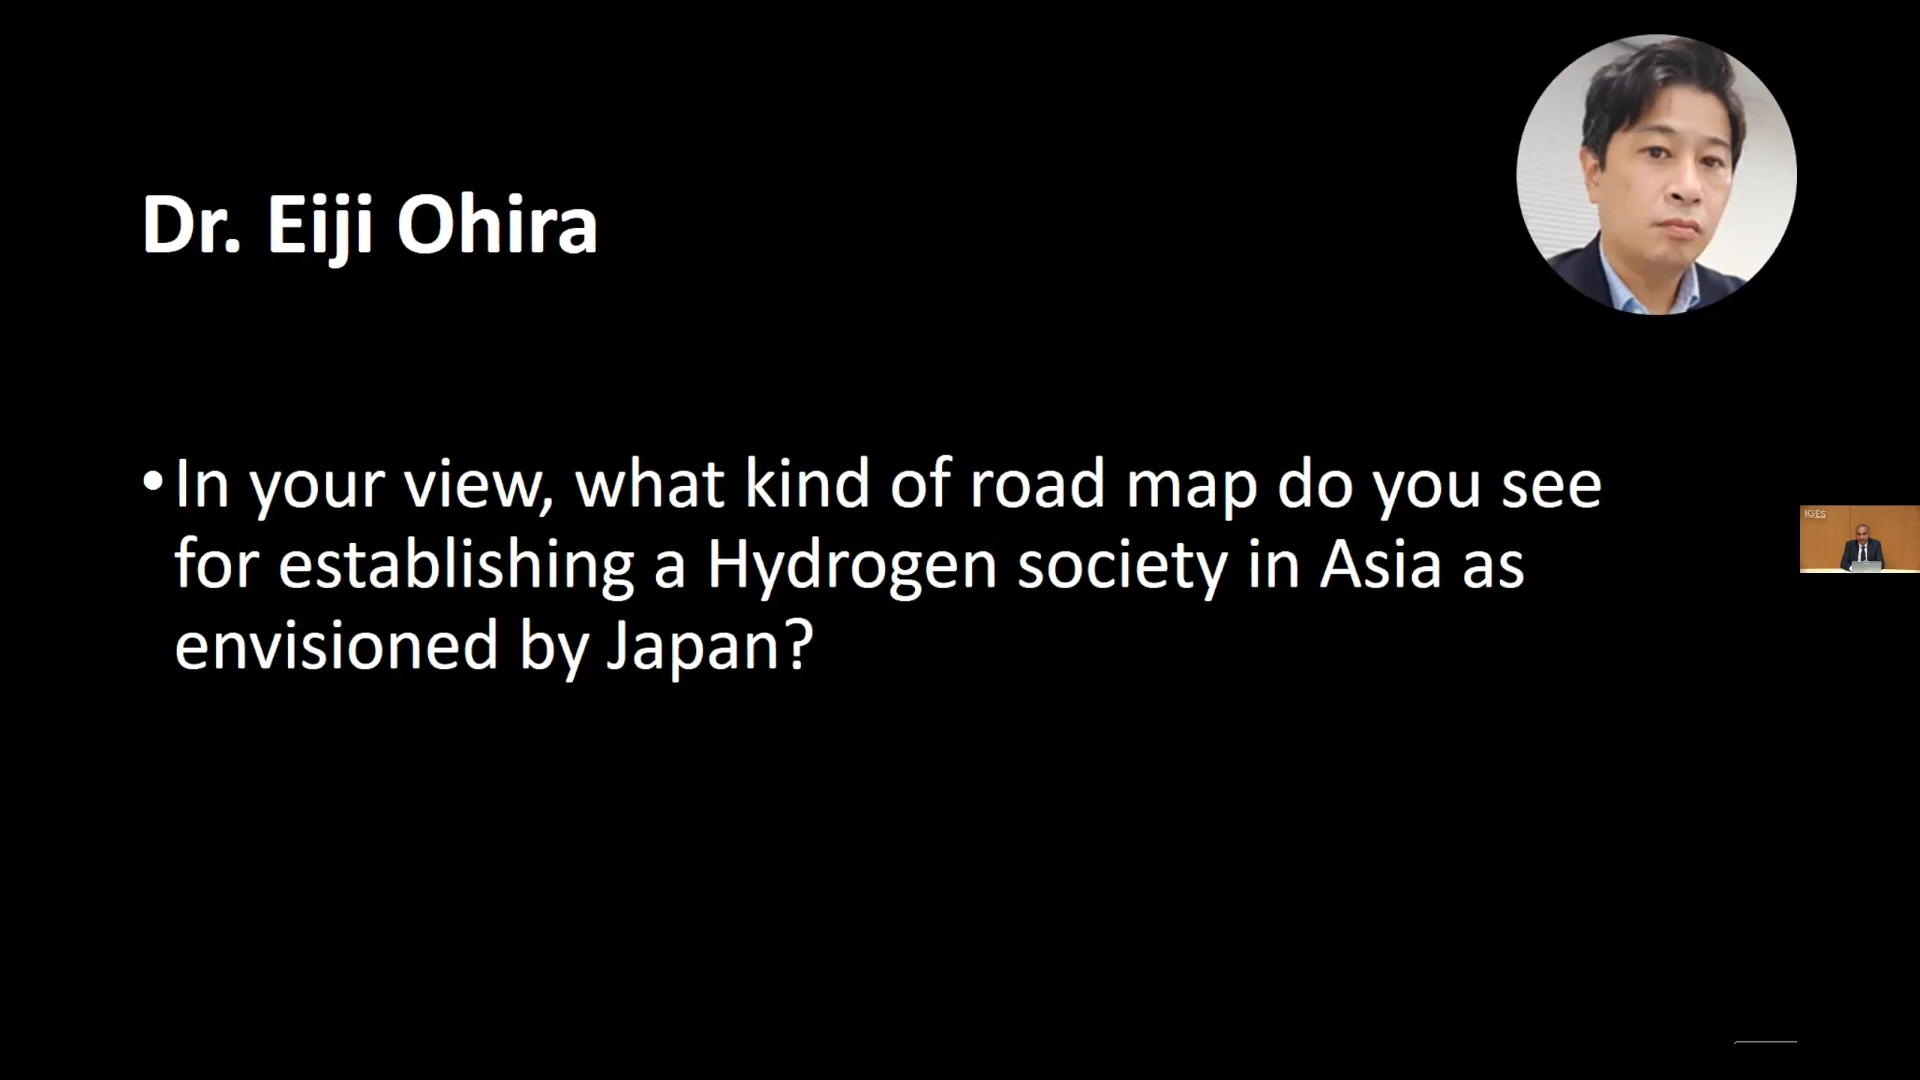 Dr. Eiji Ohira
• In your view, what kind of road map do you see
for establishing a Hydrogen society in Asia as
envisioned by Japan?
IGES